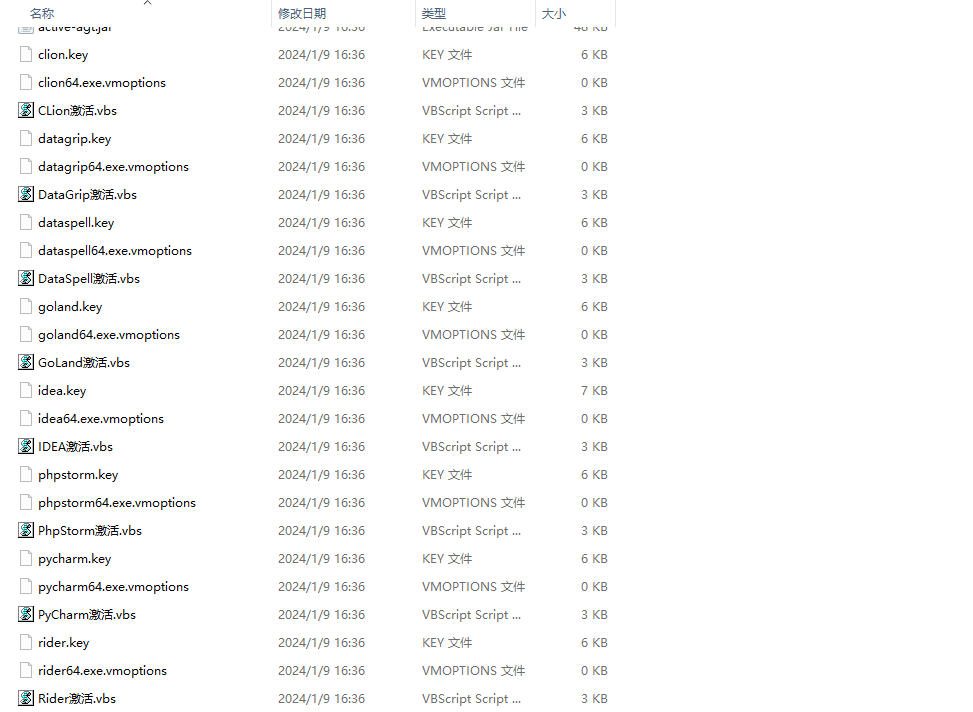 名称 修改日期 类型 大小
active-agt.jar 2024/1/9 16:36 Executable Jar File 48 KB
clion.key 2024/1/9 16:36 KEY 文件 6 KB
clion64.exe.vmoptions 2024/1/9 16:36 VMOPTIONS 文件 0 KB
CLion激活.vbs 2024/1/9 16:36 VBScript Script ... 3 KB
datagrip.key 2024/1/9 16:36 KEY 文件 6 KB
datagrip64.exe.vmoptions 2024/1/9 16:36 VMOPTIONS 文件 0 KB
DataGrip激活.vbs 2024/1/9 16:36 VBScript Script ... 3 KB
dataspell.key 2024/1/9 16:36 KEY 文件 6 KB
dataspell64.exe.vmoptions 2024/1/9 16:36 VMOPTIONS 文件 0 KB
DataSpell激活.vbs 2024/1/9 16:36 VBScript Script ... 3 KB
goland.key 2024/1/9 16:36 KEY 文件 6 KB
goland64.exe.vmoptions 2024/1/9 16:36 VMOPTIONS 文件 0 KB
GoLand激活.vbs 2024/1/9 16:36 VBScript Script ... 3 KB
idea.key 2024/1/9 16:36 KEY 文件 7 KB
idea64.exe.vmoptions 2024/1/9 16:36 VMOPTIONS 文件 0 KB
IDEA激活.vbs 2024/1/9 16:36 VBScript Script ... 3 KB
phpstorm.key 2024/1/9 16:36 KEY 文件 6 KB
phpstorm64.exe.vmoptions 2024/1/9 16:36 VMOPTIONS 文件 0 KB
PhpStorm激活.vbs 2024/1/9 16:36 VBScript Script ... 3 KB
pycharm.key 2024/1/9 16:36 KEY 文件 6 KB
pycharm64.exe.vmoptions 2024/1/9 16:36 VMOPTIONS 文件 0 KB
PyCharm激活.vbs 2024/1/9 16:36 VBScript Script ... 3 KB
rider.key 2024/1/9 16:36 KEY 文件 6 KB
rider64.exe.vmoptions 2024/1/9 16:36 VMOPTIONS 文件 0 KB
Rider激活.vbs 2024/1/9 16:36 VBScript Script ... 3 KB